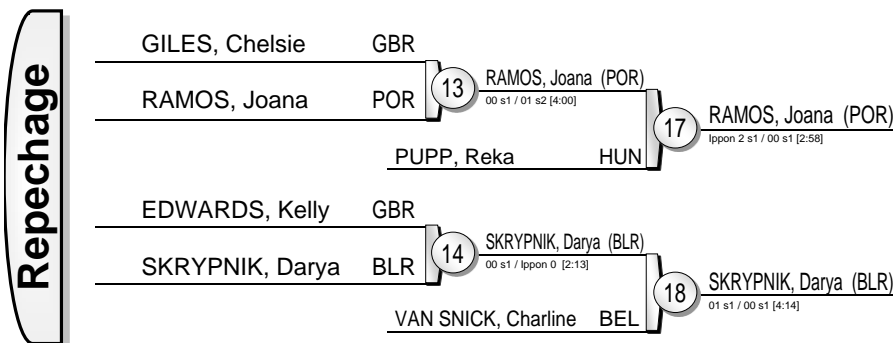 Repechage
GILES, Chelsie GBR
RAMOS, Joana POR
13
RAMOS, Joana (POR)
00 s1 / 01 s2 [4:00]
PUPP, Reka HUN
17
RAMOS, Joana (POR)
Ippon 2 s1 / 00 s1 [2:58]
EDWARDS, Kelly GBR
SKRYPNIK, Darya BLR
14
SKRYPNIK, Darya (BLR)
00 s1 / Ippon 0 [2:13]
VAN SNICK, Charline BEL
18
SKRYPNIK, Darya (BLR)
01 s1 / 00 s1 [4:14]